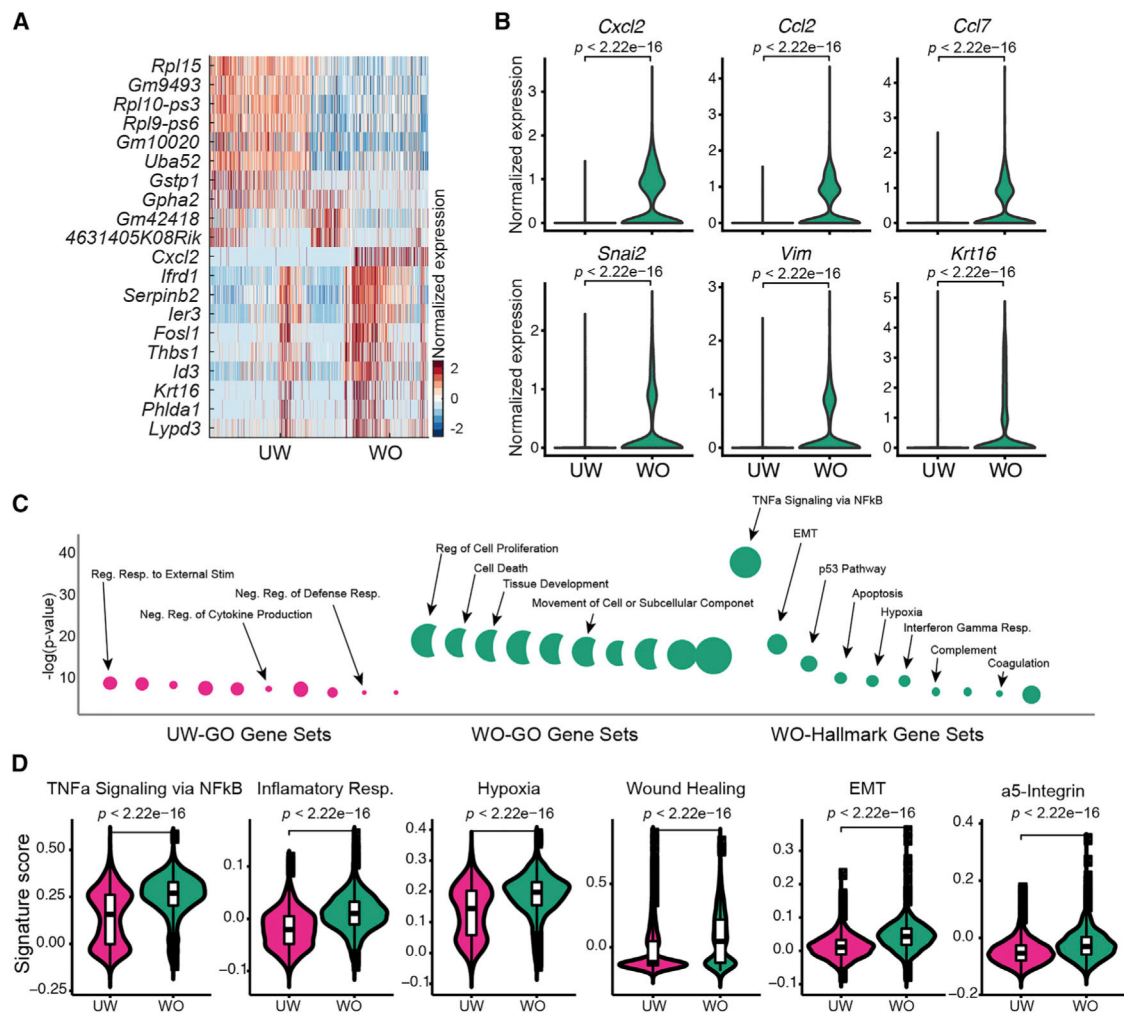 A
Rpl15
Gm9493
Rpl10-ps3
Rpl9-ps6
Gm10020
Uba52
Gstp1
Gpha2
Gm42418
4631405K08Rik
Cxcl2
Ifrd1
Serpinb2
Ier3
Fosl1
Thbs1
Id3
Krt16
Phlda1
Lypd3
UW WO
Normalized expression
2
0
-2
B
Cxcl2 Ccl2 Ccl7
p < 2.22e−16 p < 2.22e−16 p < 2.22e−16
Normalized expression
3
2
1
0
4
3
2
1
0
4
3
2
1
0
Snai2 Vim Krt16
p < 2.22e−16 p < 2.22e−16 p < 2.22e−16
Normalized expression
2
1
0
3
2
1
0
5
4
3
2
1
0
UW WO UW WO UW WO
C
-log(p-value)
40
30
20
10
Reg. Resp. to External Stim
Neg. Reg. of Cytokine Production
Neg. Reg. of Defense Resp.
Reg of Cell Proliferation
Cell Death
Tissue Development
Movement of Cell or Subcellular Componet
TNFa Signaling via NFkB
EMT
p53 Pathway
Apoptosis
Hypoxia
Interferon Gamma Resp.
Complement
Coagulation
UW-GO Gene Sets WO-GO Gene Sets WO-Hallmark Gene Sets
D
TNFa Signaling via NFkB Inflamatory Resp. Hypoxia Wound Healing EMT a5-Integrin
p < 2.22e−16 p < 2.22e−16 p < 2.22e−16 p < 2.22e−16 p < 2.22e−16 p < 2.22e−16
Signature score
0.50
0.25
0.00
−0.25
0.1
0.0
−0.1
0.4
0.3
0.2
0.1
0.0
−0.1
0.5
0.0
0.3
0.2
0.1
0.0
−0.1
0.4
0.2
0.0
−0.2
UW WO UW WO UW WO UW WO UW WO UW WO